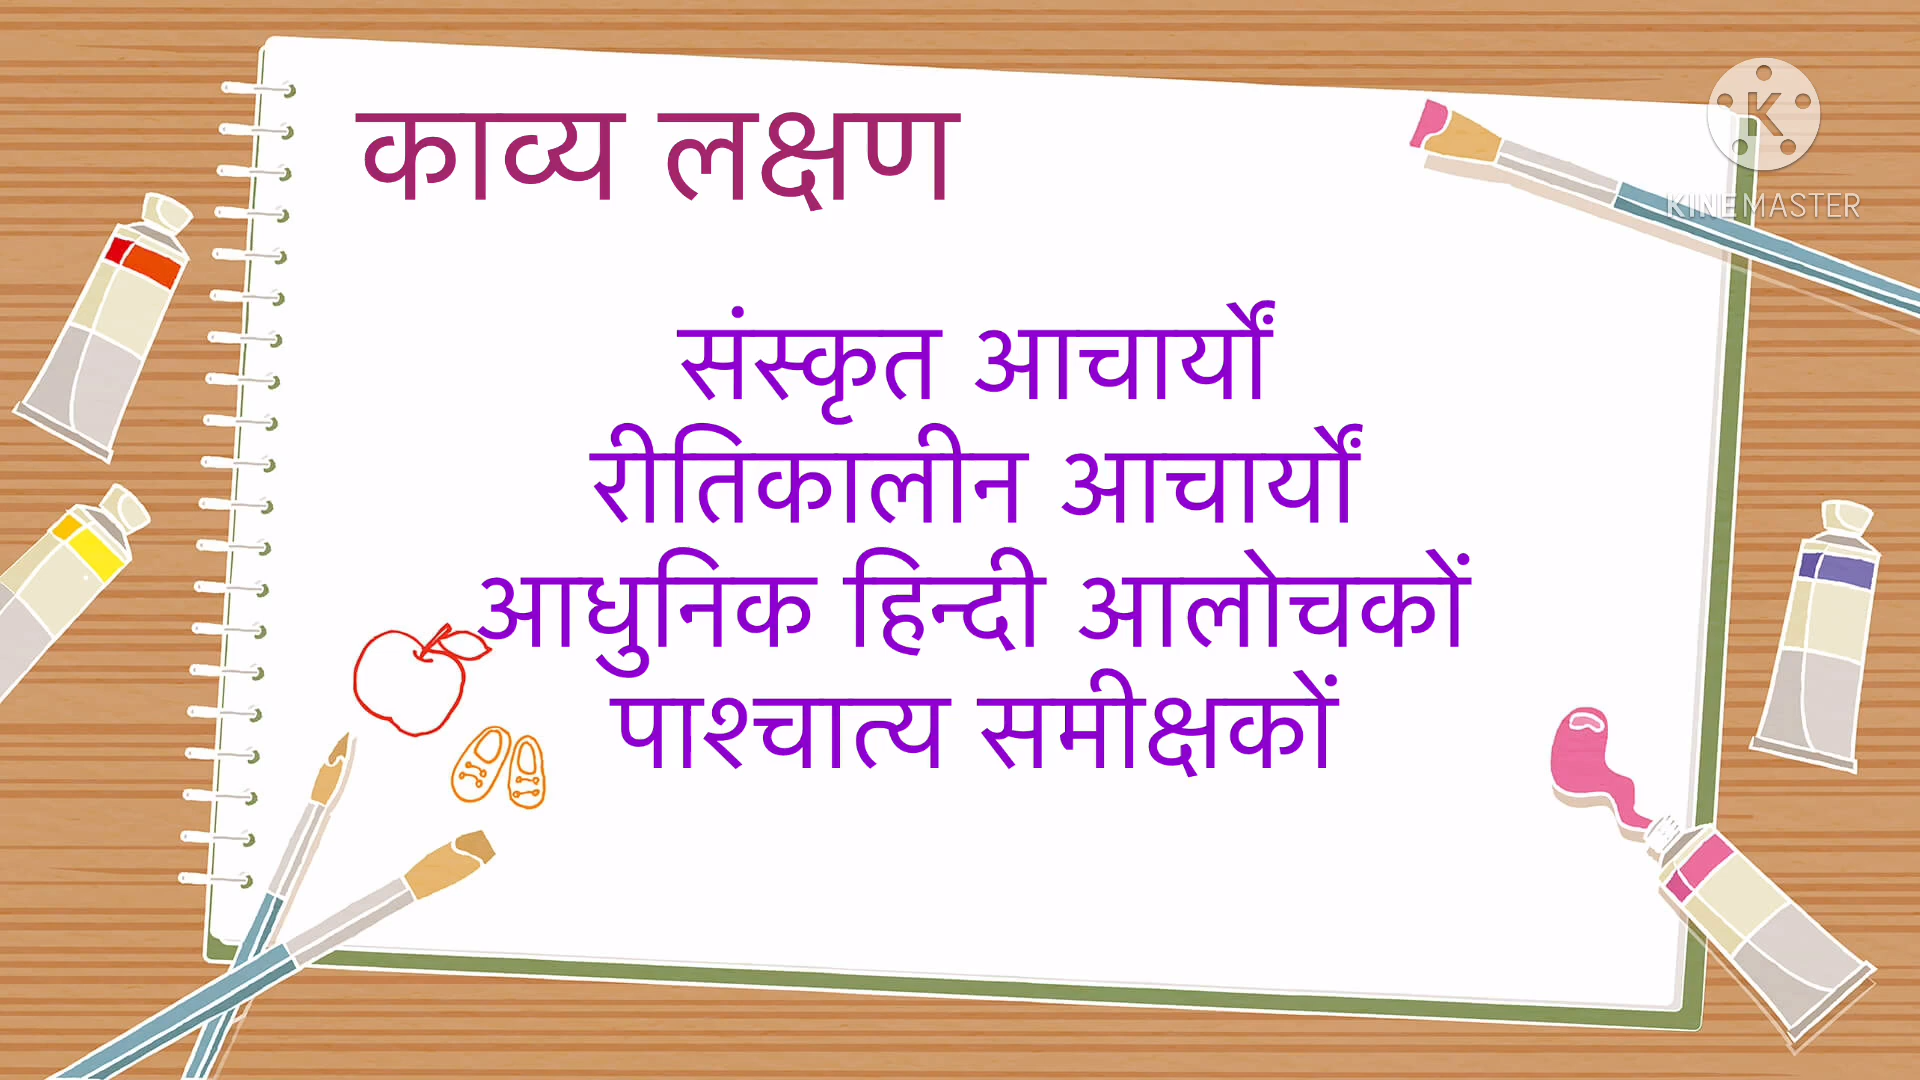 काव्य लक्षण
K
KINEMASTER
संस्कृत आचार्यों
रीतिकालीन आचार्यों
आधुनिक हिन्दी आलोचकों
पाश्चात्य समीक्षकों